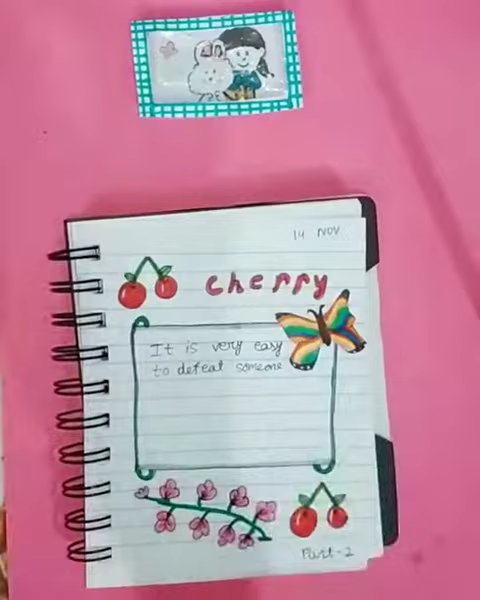 14 NOV
cherry
It is very easy
to defeat someone
Part-2